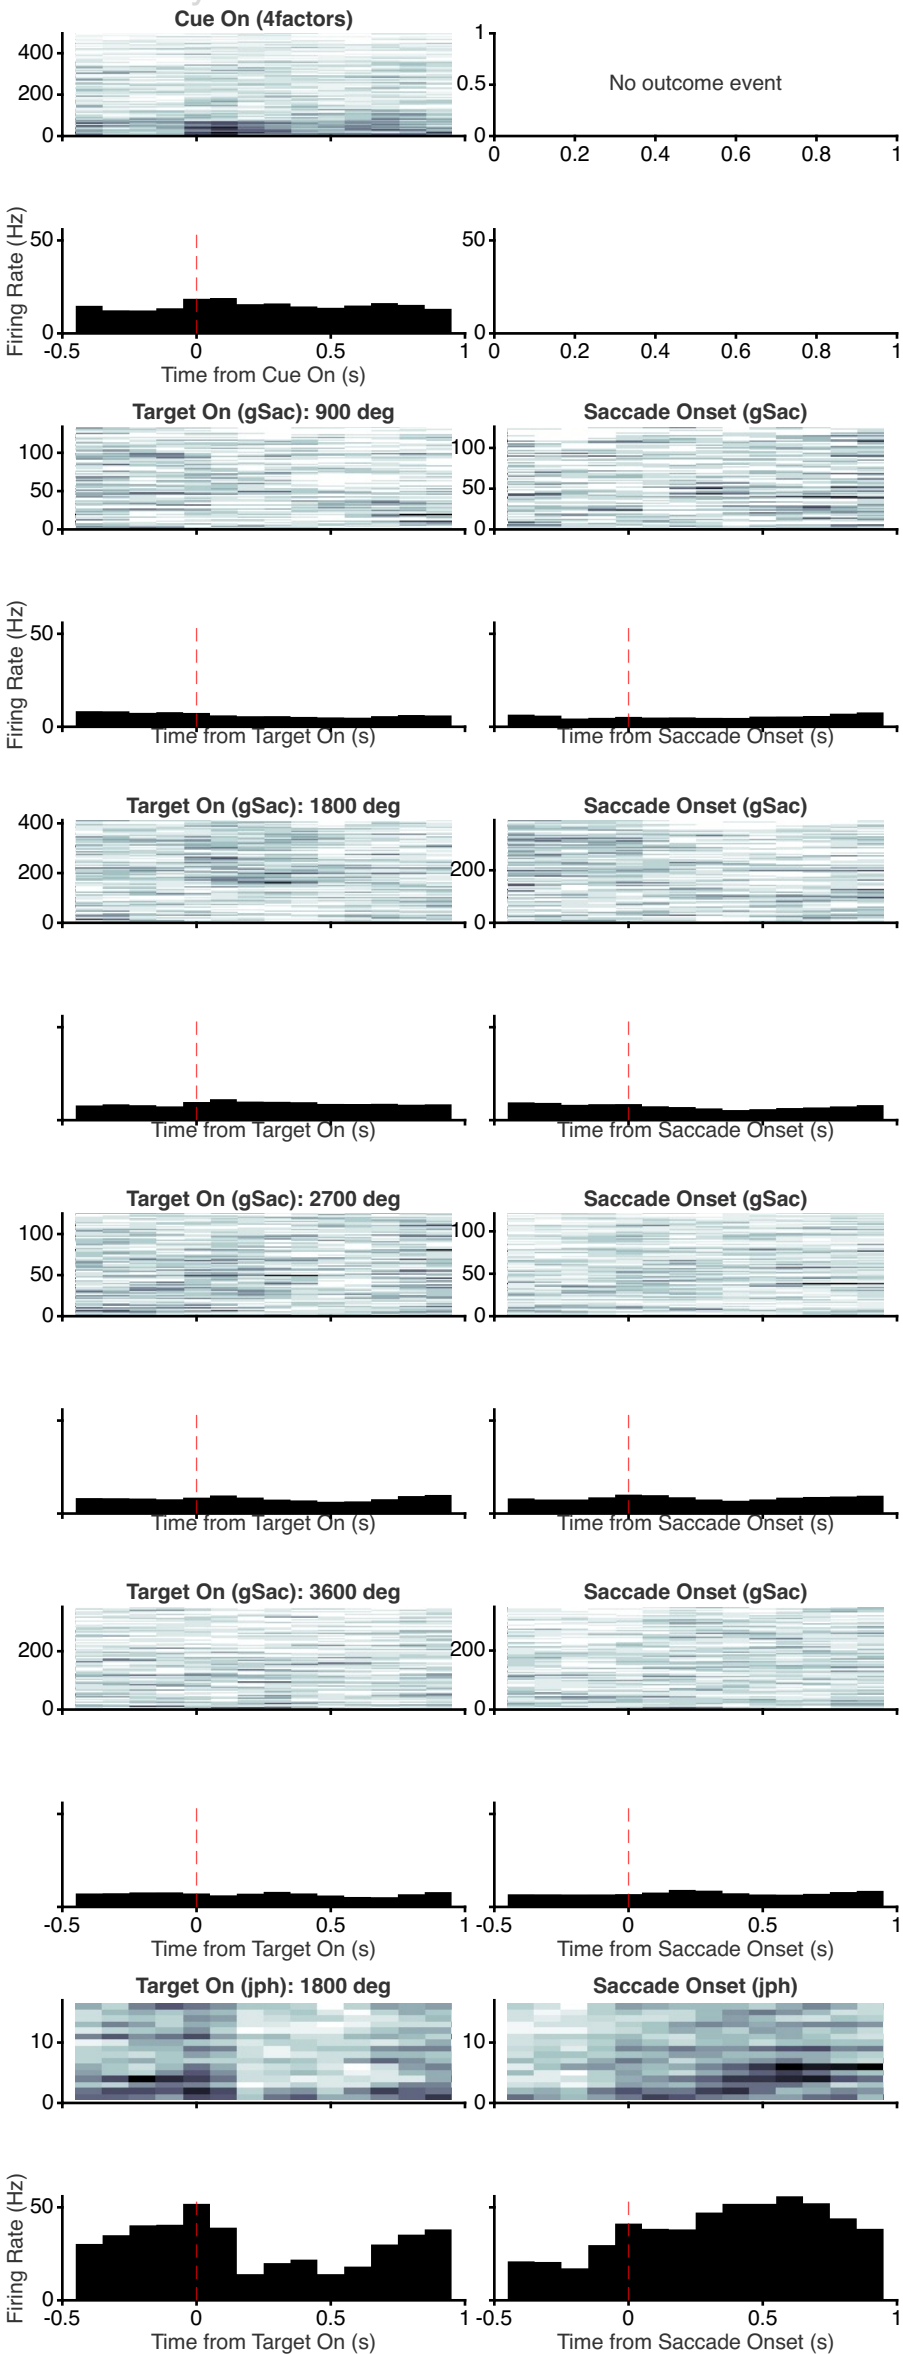 Cue On (4factors)
400
200
0
1
0.5
0
No outcome event
0 0.2 0.4 0.6 0.8 1
Firing Rate (Hz)
50
0
-0.5 0 0.5 1
Time from Cue On (s)
50
0
0 0.2 0.4 0.6 0.8 1
Target On (gSac): 900 deg
100
50
0
Saccade Onset (gSac)
100
50
0
Firing Rate (Hz)
50
0
Time from Target On (s)
Time from Saccade Onset (s)
Target On (gSac): 1800 deg
400
200
0
Saccade Onset (gSac)
200
0
Time from Target On (s)
Time from Saccade Onset (s)
Target On (gSac): 2700 deg
100
50
0
Saccade Onset (gSac)
100
50
0
Time from Target On (s)
Time from Saccade Onset (s)
Target On (gSac): 3600 deg
200
0
Saccade Onset (gSac)
200
0
-0.5 0 0.5 1
Time from Target On (s)
-0.5 0 0.5 1
Time from Saccade Onset (s)
Target On (jph): 1800 deg
10
0
Saccade Onset (jph)
10
0
Firing Rate (Hz)
50
0
-0.5 0 0.5 1
Time from Target On (s)
50
0
-0.5 0 0.5 1
Time from Saccade Onset (s)